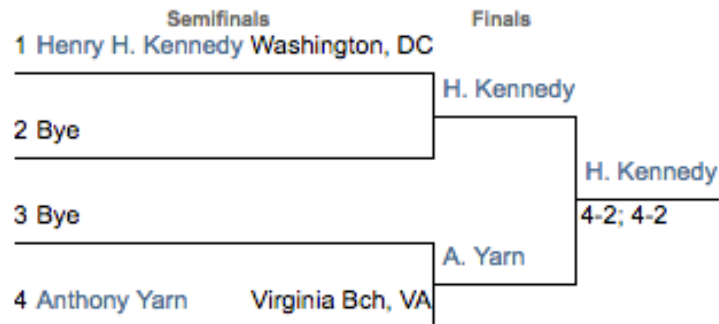 Semifinals Finals
1 Henry H. Kennedy Washington, DC
H. Kennedy
2 Bye
H. Kennedy
3 Bye
4-2; 4-2
A. Yarn
4 Anthony Yarn Virginia Bch, VA